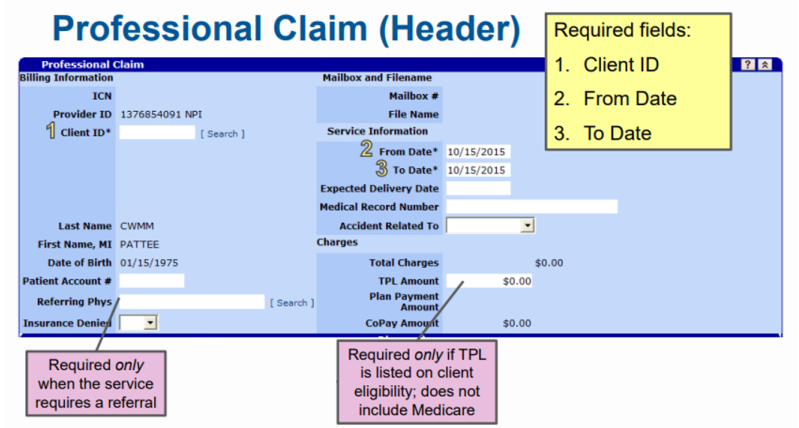 Professional Claim (Header)
Required fields:
1. Client ID
2. From Date
3. To Date
Professional Claim
? 
Billing Information
ICN
Provider ID 1376854091 NPI
1 Client ID* [ Search ]
Last Name CWMM
First Name, MI PATTEE
Date of Birth 01/15/1975
Patient Account #
Referring Phys [ Search ]
Insurance Denied
Mailbox and Filename
Mailbox #
File Name
Service Information
2 From Date* 10/15/2015
3 To Date* 10/15/2015
Expected Delivery Date
Medical Record Number
Accident Related To
Charges
Total Charges $0.00
TPL Amount $0.00
Plan Payment
Amount
CoPay Amount $0.00
Required only
when the service
requires a referral
Required only if TPL
is listed on client
eligibility; does not
include Medicare